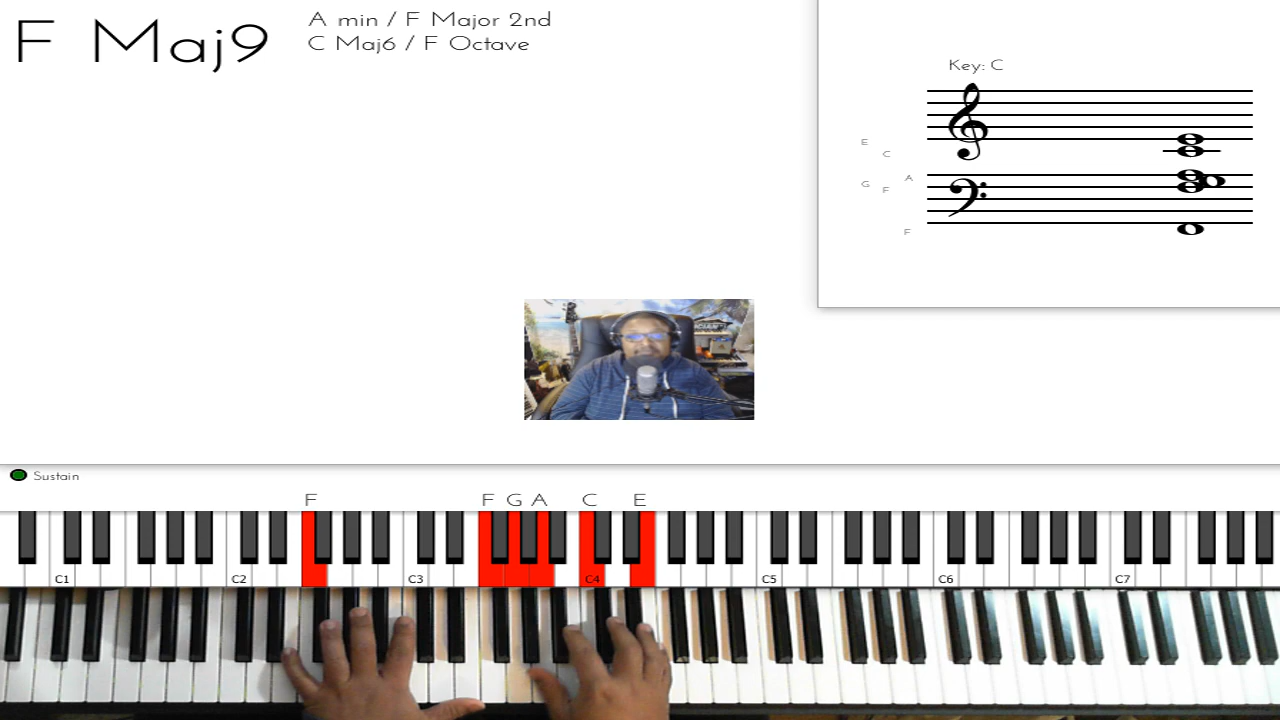 F Maj9
A min / F Major 2nd
C Maj6 / F Octave
Key: C
E
C
A
G
F
F
Sustain
F F G A C E
C1 C2 C3 C4 C5 C6 C7